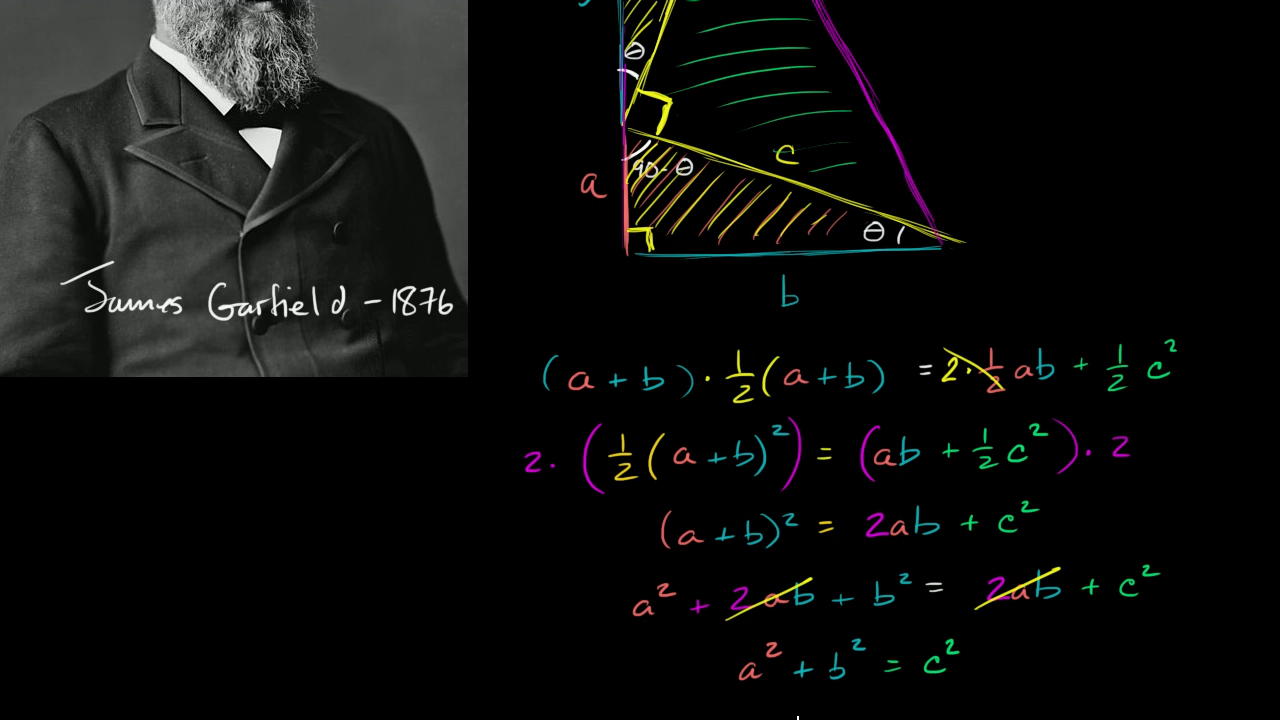 θ
c
90-θ
a
θ
b
James Garfield - 1876
(a + b) · 1/2 (a + b) = 2 · 1/2 ab + 1/2 c²
2 · (1/2 (a + b)²) = (ab + 1/2 c²) · 2
(a + b)² = 2ab + c²
a² + 2ab + b² = 2ab + c²
a² + b² = c²